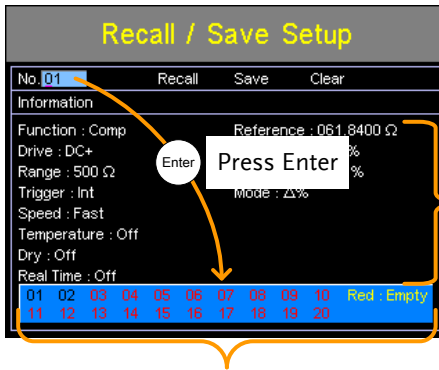 Recall / Save Setup
No. 01 Recall Save Clear
Information
Function : Comp Reference : 061.8400 Ω
Drive : DC+ %
Range : 500 Ω %
Trigger : Int Mode : Δ%
Speed : Fast
Temperature : Off
Dry : Off
Real Time : Off
Enter
Press Enter
01 02 03 04 05 06 07 08 09 10 Red : Empty
11 12 13 14 15 16 17 18 19 20